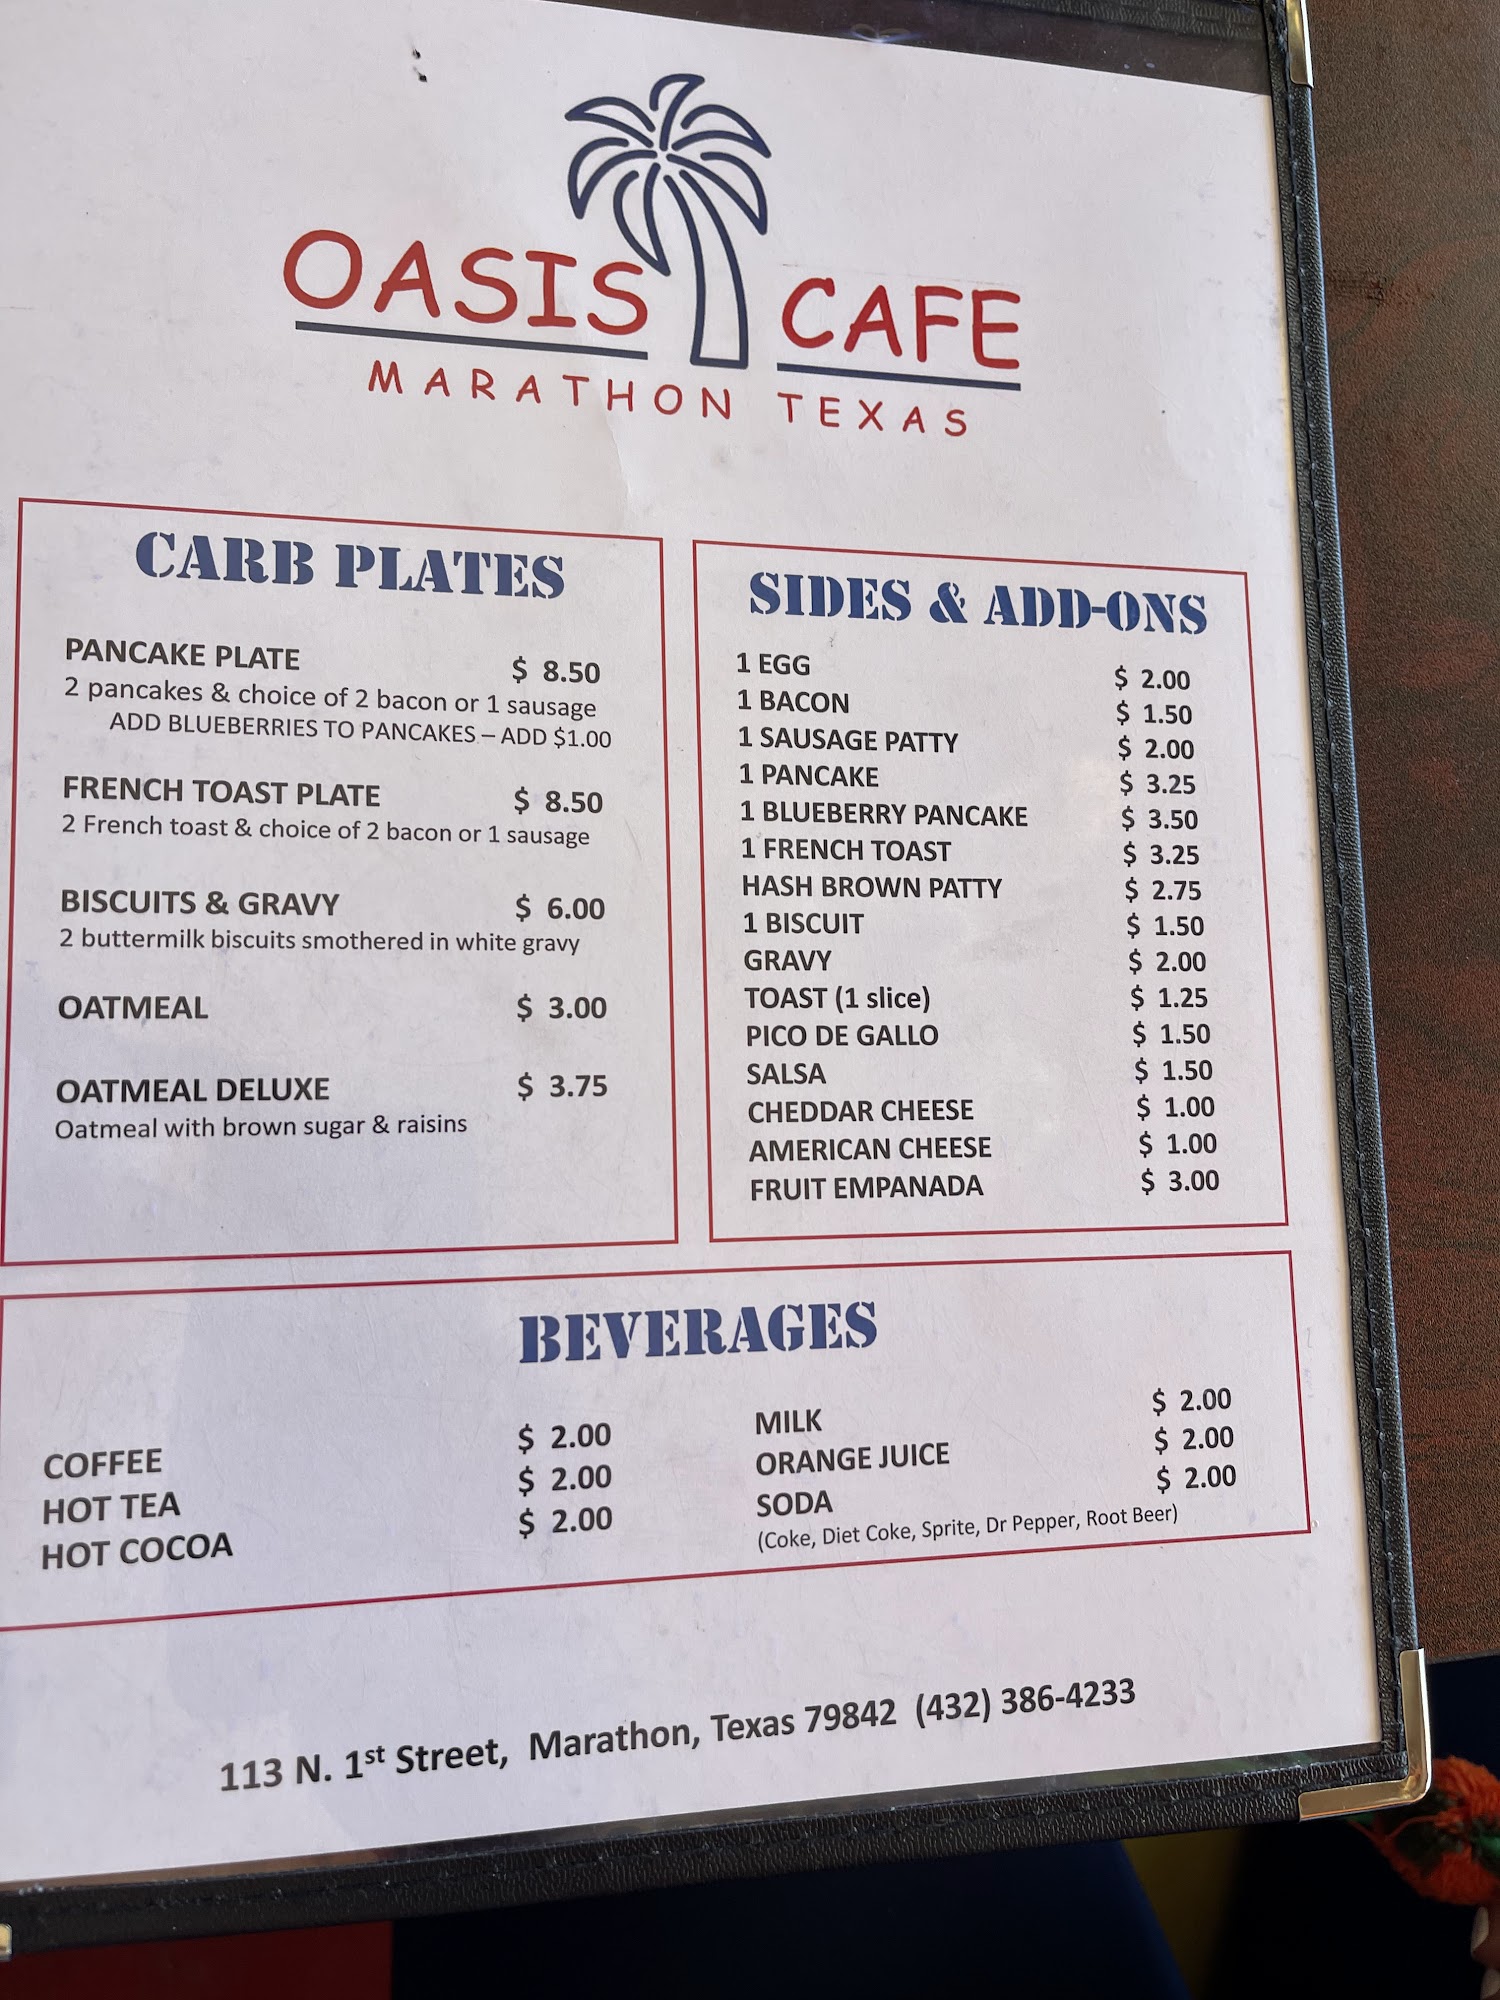 OASIS CAFE
MARATHON TEXAS
CARB PLATES
PANCAKE PLATE $ 8.50
2 pancakes & choice of 2 bacon or 1 sausage
ADD BLUEBERRIES TO PANCAKES – ADD $1.00
FRENCH TOAST PLATE $ 8.50
2 French toast & choice of 2 bacon or 1 sausage
BISCUITS & GRAVY $ 6.00
2 buttermilk biscuits smothered in white gravy
OATMEAL $ 3.00
OATMEAL DELUXE $ 3.75
Oatmeal with brown sugar & raisins
SIDES & ADD-ONS
1 EGG $ 2.00
1 BACON $ 1.50
1 SAUSAGE PATTY $ 2.00
1 PANCAKE $ 3.25
1 BLUEBERRY PANCAKE $ 3.50
1 FRENCH TOAST $ 3.25
HASH BROWN PATTY $ 2.75
1 BISCUIT $ 1.50
GRAVY $ 2.00
TOAST (1 slice) $ 1.25
PICO DE GALLO $ 1.50
SALSA $ 1.50
CHEDDAR CHEESE $ 1.00
AMERICAN CHEESE $ 1.00
FRUIT EMPANADA $ 3.00
BEVERAGES
COFFEE $ 2.00
HOT TEA $ 2.00
HOT COCOA $ 2.00
MILK $ 2.00
ORANGE JUICE $ 2.00
SODA $ 2.00
(Coke, Diet Coke, Sprite, Dr Pepper, Root Beer)
113 N. 1st Street, Marathon, Texas 79842 (432) 386-4233